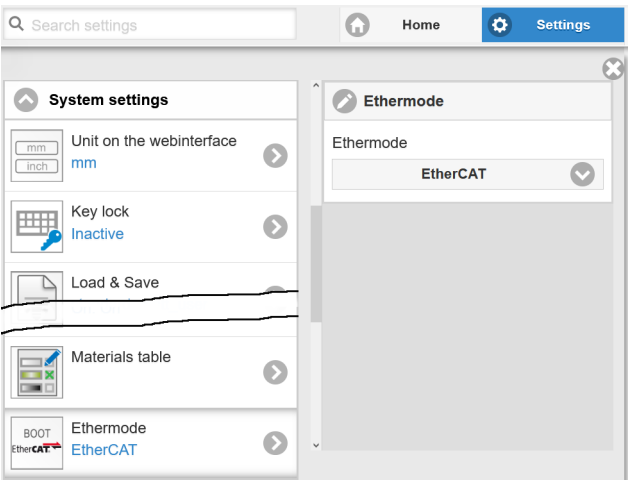 Search settings
Home
Settings
System settings
Unit on the webinterface
mm
inch
mm
Key lock
Inactive
Load & Save
Materials table
BOOT
EtherCAT
Ethermode
EtherCAT
Ethermode
Ethermode
EtherCAT